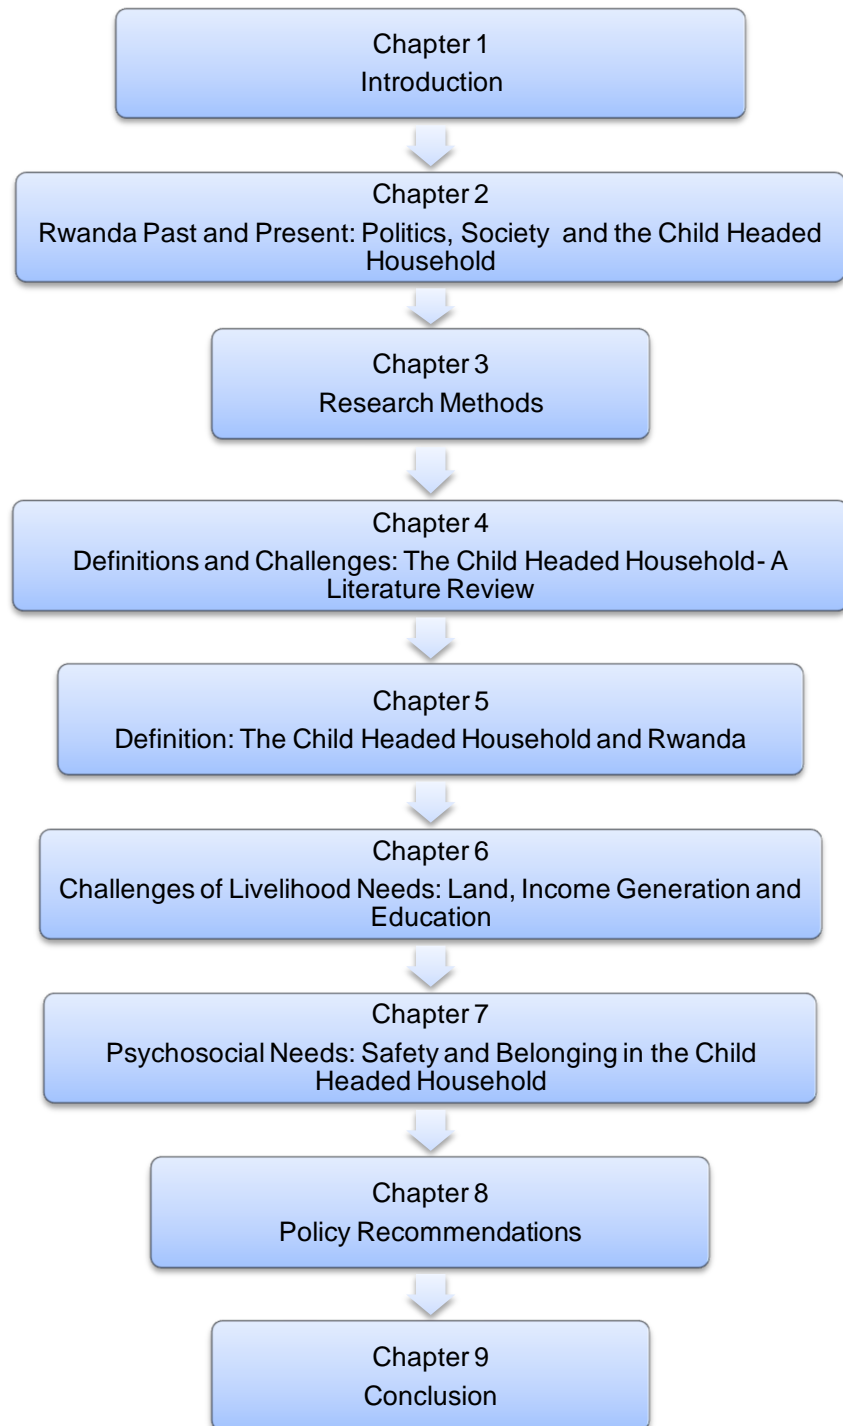 Chapter 1
Introduction
Chapter 2
Rwanda Past and Present: Politics, Society and the Child Headed
Household
Chapter 3
Research Methods
Chapter 4
Definitions and Challenges: The Child Headed Household- A
Literature Review
Chapter 5
Definition: The Child Headed Household and Rwanda
Chapter 6
Challenges of Livelihood Needs: Land, Income Generation and
Education
Chapter 7
Psychosocial Needs: Safety and Belonging in the Child
Headed Household
Chapter 8
Policy Recommendations
Chapter 9
Conclusion